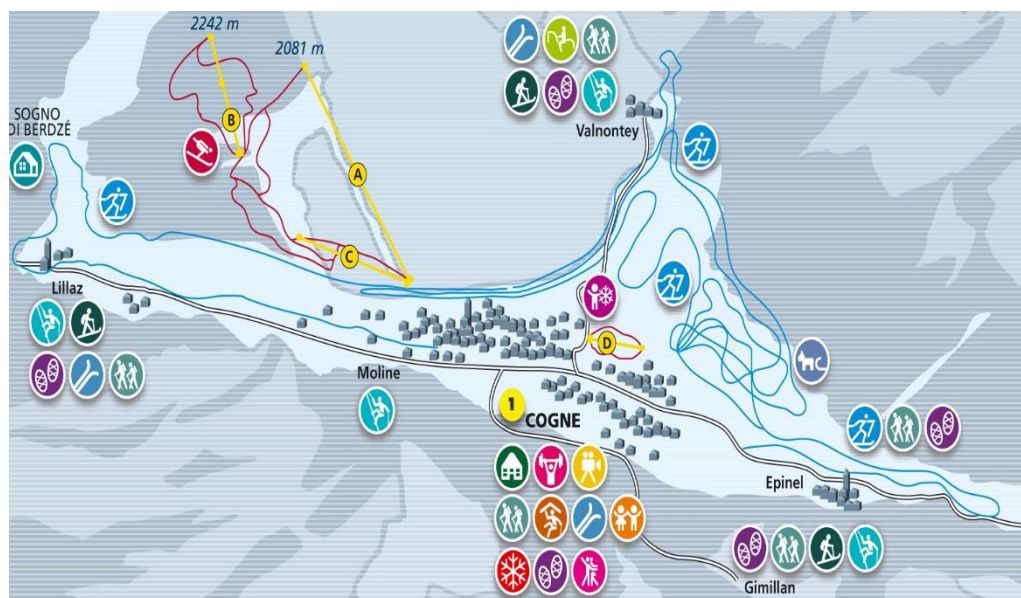 2242 m
2081 m
SOGNO
DI BERDZÉ
B
A
Valnontey
C
Lillaz
D
Moline
1
COGNE
Epinel
Gimillan